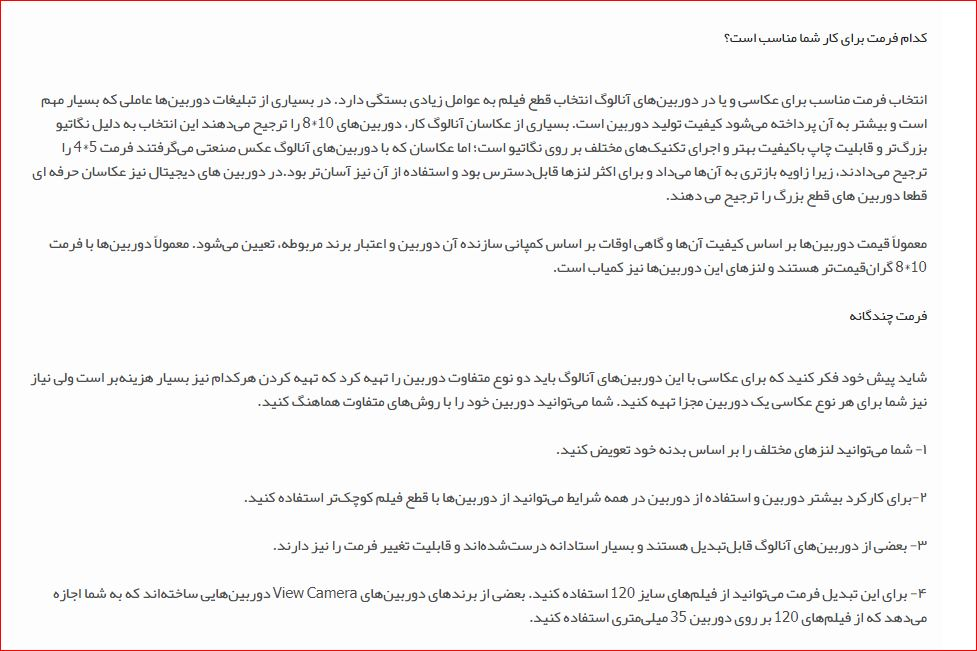 کدام فرمت برای کار شما مناسب است؟
انتخاب فرمت مناسب برای عکاسی و یا در دوربین‌های آنالوگ انتخاب قطع فیلم به عوامل زیادی بستگی دارد. در بسیاری از تبلیغات دوربین‌ها عاملی که بسیار مهم
است و بیشتر به آن پرداخته می‌شود کیفیت تولید دوربین است. بسیاری از عکاسان آنالوگ کار، دوربین‌های 10*8 را ترجیح می‌دهند این انتخاب به دلیل نگاتیو
بزرگ‌تر و قابلیت چاپ باکیفیت بهتر و اجرای تکنیک‌های مختلف بر روی نگاتیو است؛ اما عکاسان که با دوربین‌های آنالوگ عکس صنعتی می‌گرفتند فرمت 5*4 را
ترجیح می‌دادند، زیرا زاویه بازتری به آن‌ها می‌داد و برای اکثر لنزها قابل‌دسترس بود و استفاده از آن نیز آسان‌تر بود.در دوربین های دیجیتال نیز عکاسان حرفه ای
قطعا دوربین های قطع بزرگ را ترجیح می دهند.
معمولاً قیمت دوربین‌ها بر اساس کیفیت آن‌ها و گاهی اوقات بر اساس کمپانی سازنده آن دوربین و اعتبار برند مربوطه، تعیین می‌شود. معمولاً دوربین‌ها با فرمت
10*8 گران‌قیمت‌تر هستند و لنزهای این دوربین‌ها نیز کمیاب است.
فرمت چندگانه
شاید پیش خود فکر کنید که برای عکاسی با این دوربین‌های آنالوگ باید دو نوع متفاوت دوربین را تهیه کرد که تهیه کردن هرکدام نیز بسیار هزینه‌بر است ولی نیاز
نیز شما برای هر نوع عکاسی یک دوربین مجزا تهیه کنید. شما می‌توانید دوربین خود را با روش‌های متفاوت هماهنگ کنید.
۱- شما می‌توانید لنزهای مختلف را بر اساس بدنه خود تعویض کنید.
۲-برای کارکرد بیشتر دوربین و استفاده از دوربین در همه شرایط می‌توانید از دوربین‌ها با قطع فیلم کوچک‌تر استفاده کنید.
۳- بعضی از دوربین‌های آنالوگ قابل‌تبدیل هستند و بسیار استادانه درست‌شده‌اند و قابلیت تغییر فرمت را نیز دارند.
۴- برای این تبدیل فرمت می‌توانید از فیلم‌های سایز 120 استفاده کنید. بعضی از برندهای دوربین‌های View Camera دوربین‌هایی ساخته‌اند که به شما اجازه
می‌دهد که از فیلم‌های 120 بر روی دوربین 35 میلی‌متری استفاده کنید.